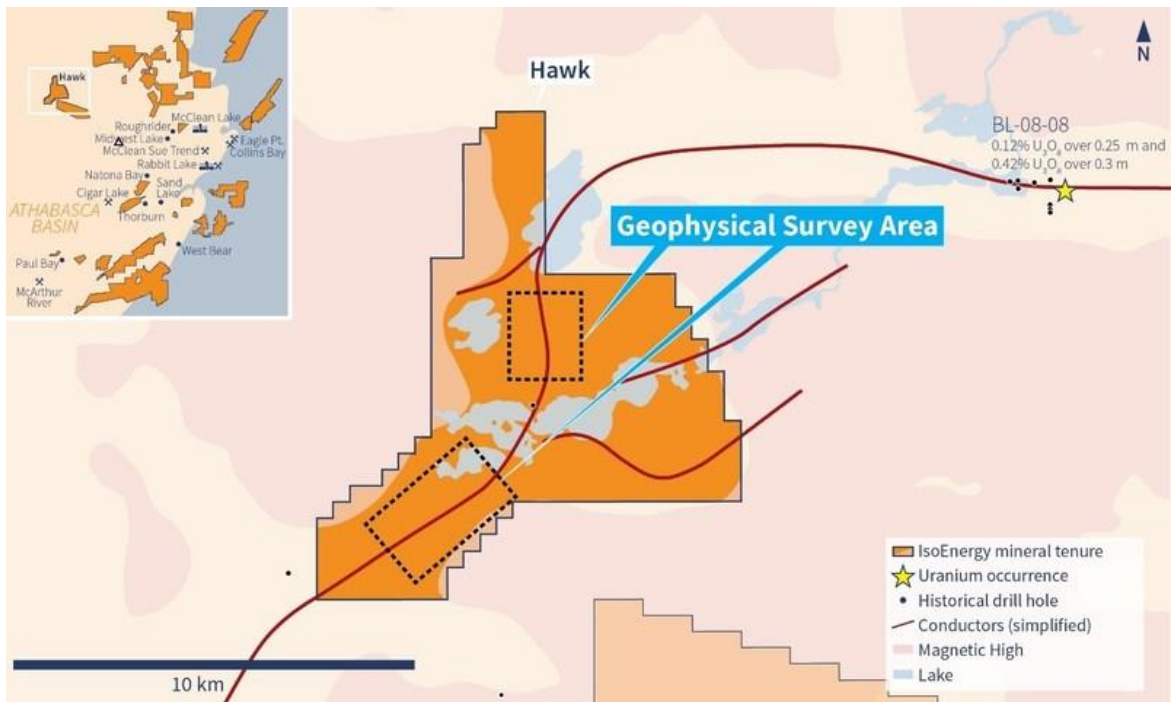 Hawk
Roughrider
McClean Lake
Midwest Lake
McClean Sue Trend
Eagle Pt.
Collins Bay
Rabbit Lake
Natona Bay
Sand
Lake
Cigar Lake
Thorburn
ATHABASCA
BASIN
West Bear
Paul Bay
McArthur
River
Hawk
N
BL-08-08
0.12% U₃O₈ over 0.25 m and
0.42% U₃O₈ over 0.3 m
Geophysical Survey Area
IsoEnergy mineral tenure
Uranium occurrence
Historical drill hole
Conductors (simplified)
Magnetic High
Lake
10 km